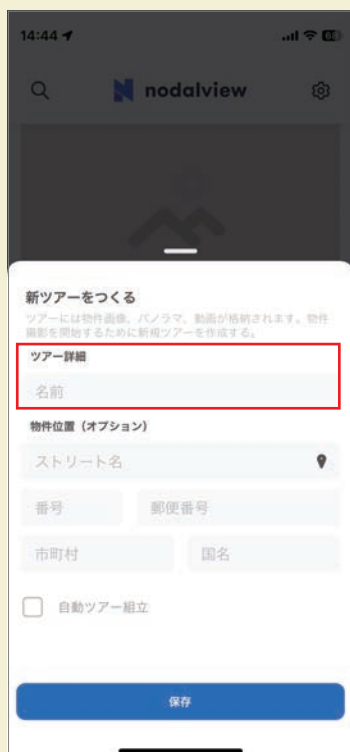 14:44
68
nodalview
新ツアーをつくる
ツアーには物件画像、パノラマ、動画が格納されます。物件
撮影を開始するために新規ツアーを作成する。
ツアー詳細
名前
物件位置（オプション）
ストリート名
番号 郵便番号
市町村 国名
自動ツアー組立
保存